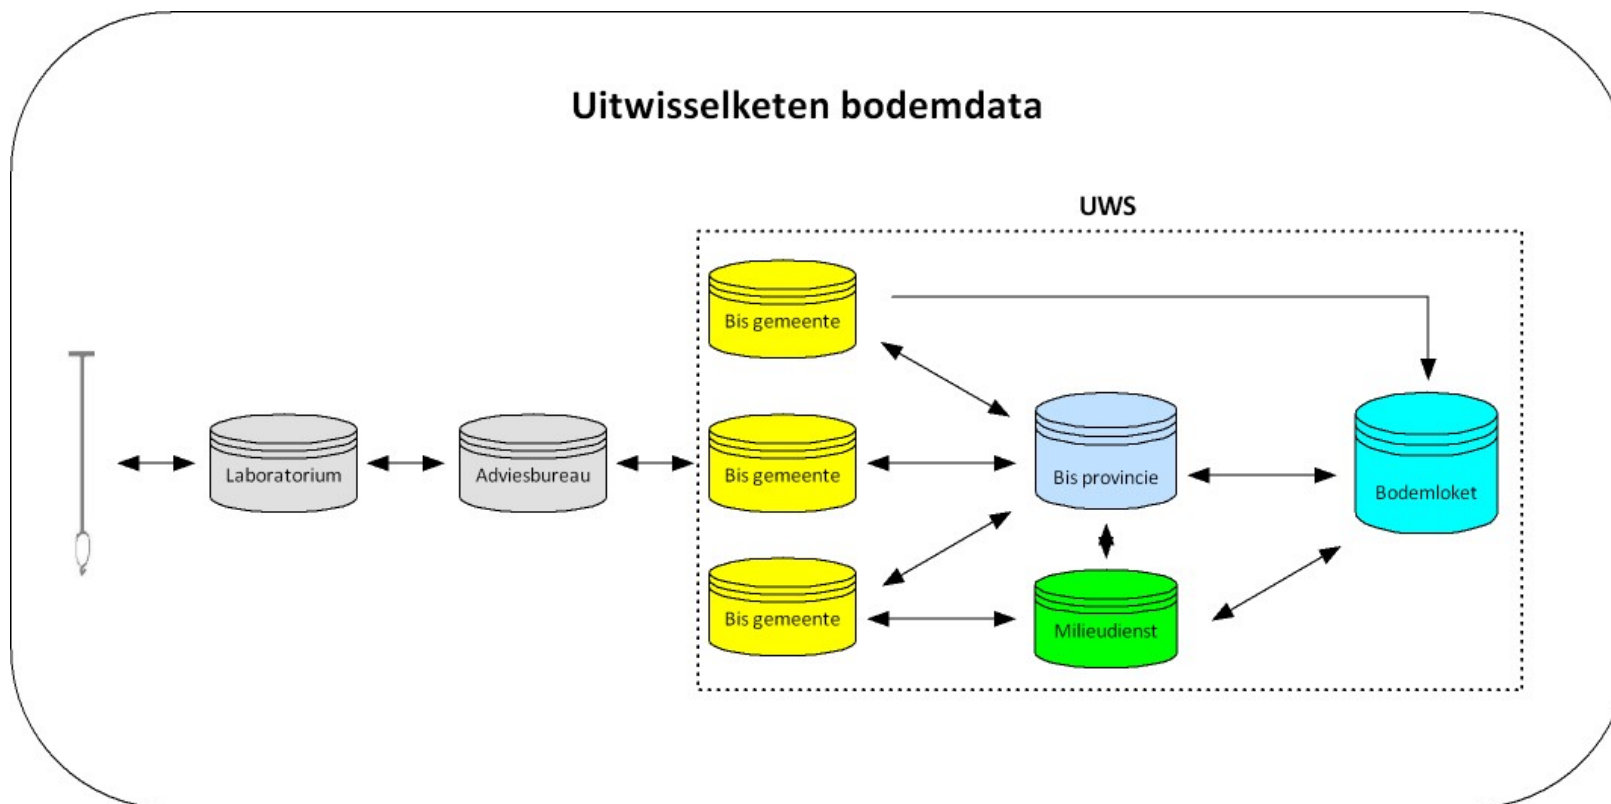 Uitwisselketen bodemdata
UWS
Bis gemeente
Laboratorium
Adviesbureau
Bis gemeente
Bis provincie
Bodemloket
Bis gemeente
Milieudienst